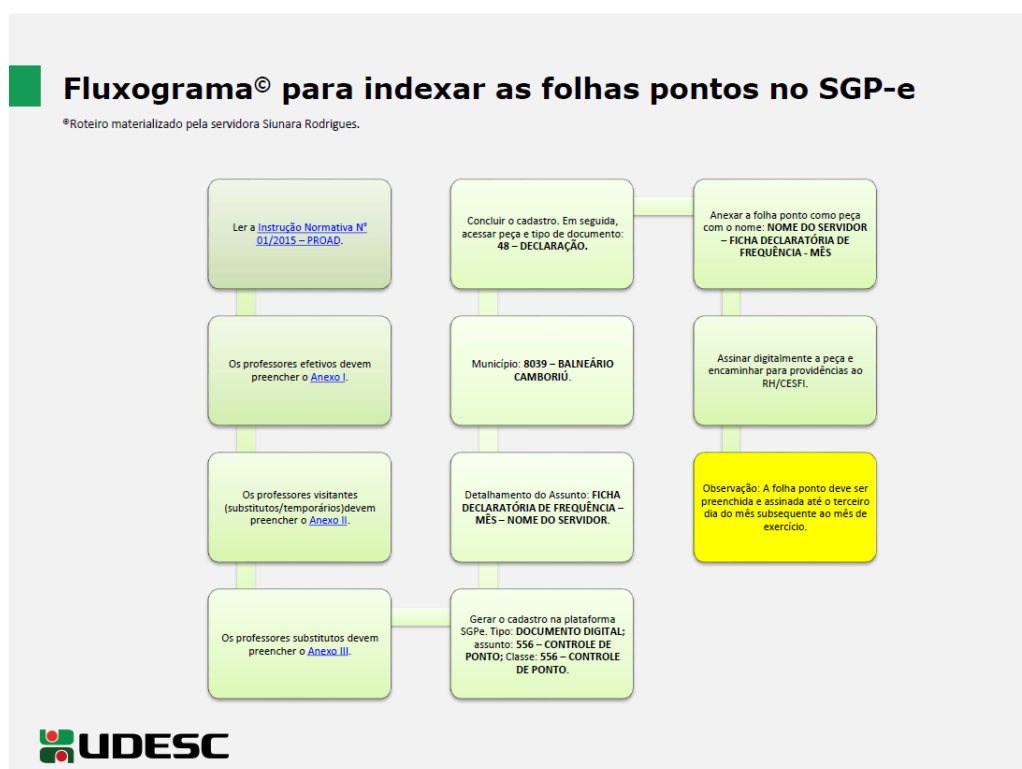 Fluxograma© para indexar as folhas pontos no SGP-e
©Roteiro materializado pela servidora Siunara Rodrigues.
Ler a Instrução Normativa N°
01/2015 – PROAD.
Os professores efetivos devem
preencher o Anexo I.
Os professores visitantes
(substitutos/temporários)devem
preencher o Anexo II.
Os professores substitutos devem
preencher o Anexo III.
Gerar o cadastro na plataforma
SGPe. Tipo: DOCUMENTO DIGITAL;
assunto: 556 – CONTROLE DE
PONTO; Classe: 556 – CONTROLE
DE PONTO.
Detalhamento do Assunto: FICHA
DECLARATÓRIA DE FREQUÊNCIA –
MÊS – NOME DO SERVIDOR.
Município: 8039 – BALNEÁRIO
CAMBORIÚ.
Concluir o cadastro. Em seguida,
acessar peça e tipo de documento:
48 – DECLARAÇÃO.
Anexar a folha ponto como peça
com o nome: NOME DO SERVIDOR
– FICHA DECLARATÓRIA DE
FREQUÊNCIA - MÊS
Assinar digitalmente a peça e
encaminhar para providências ao
RH/CESFI.
Observação: A folha ponto deve ser
preenchida e assinada até o terceiro
dia do mês subsequente ao mês de
exercício.
UDESC